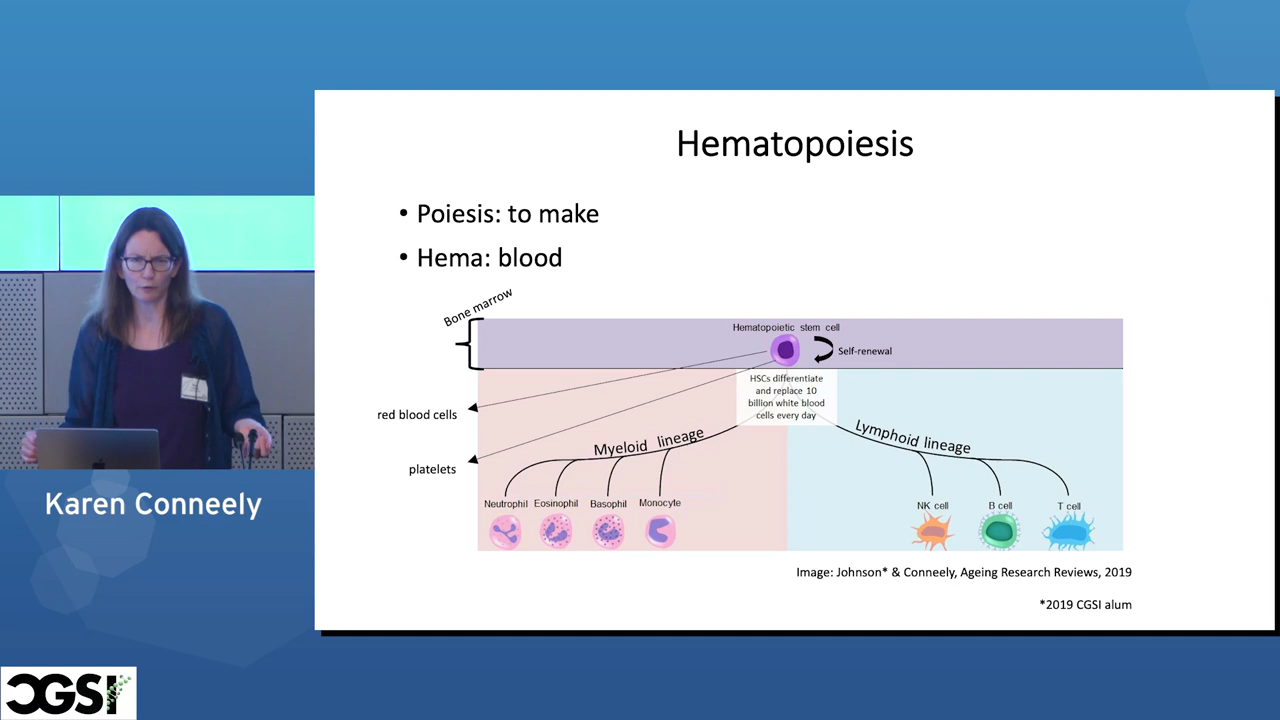 Hematopoiesis
• Poiesis: to make
• Hema: blood
Bone marrow
Hematopoietic stem cell
Self-renewal
HSCs differentiate
and replace 10
billion white blood
cells every day
red blood cells
platelets
Myeloid lineage
Lymphoid lineage
Neutrophil Eosinophil Basophil Monocyte
NK cell B cell T cell
Image: Johnson* & Conneely, Ageing Research Reviews, 2019
*2019 CGSI alum
Karen Conneely
CGSI